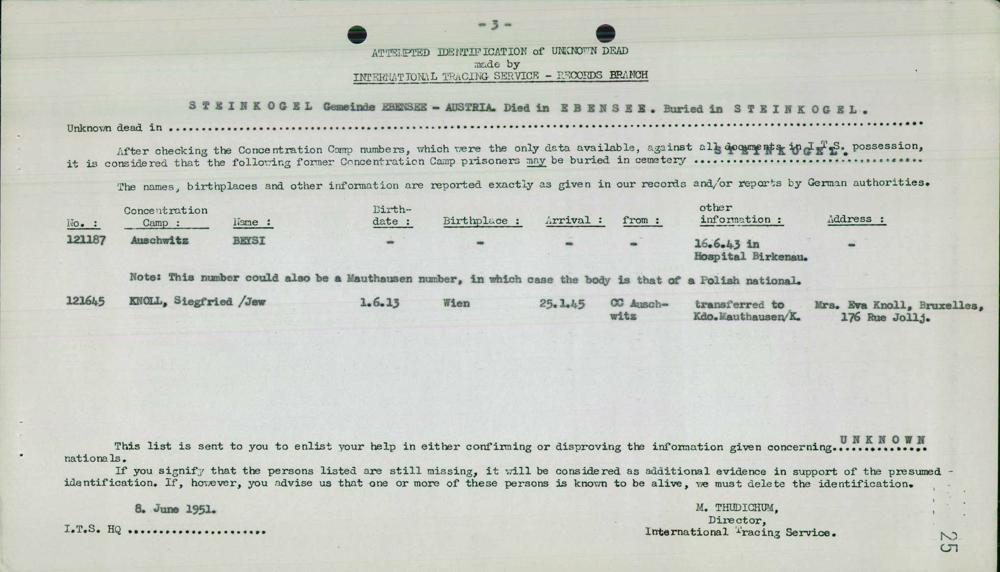 - 3 -
ATTEMPTED IDENTIFICATION of UNKNOWN DEAD
made by
INTERNATIONAL TRACING SERVICE - RECORDS BRANCH
STEINKOGEL Gemeinde EBENSEE - AUSTRIA. Died in EBENSEE. Buried in STEINKOGEL.
Unknown dead in ..........
After checking the Concentration Camp numbers, which were the only data available, against all documents in I.T.S. possession,
it is considered that the following former Concentration Camp prisoners may be buried in cemetery .......... STEINKOGEL.
The names, birthplaces and other information are reported exactly as given in our records and/or reports by German authorities.
No. : Concentration Camp : Name : Birth-date : Birthplace : Arrival : from : other information : Address :
121187 Auschwitz BEYSI - - - - 16.6.43 in -
Hospital Birkenau.
Note: This number could also be a Mauthausen number, in which case the body is that of a Polish national.
121645 KNOLL, Siegfried /Jew 1.6.13 Wien 25.1.45 CC Ausch- transferred to Mrs. Eva Knoll, Bruxelles,
witz Kdo.Mauthausen/K. 176 Rue Jollj.
This list is sent to you to enlist your help in either confirming or disproving the information given concerning. UNKNOWN
nationals.
If you signify that the persons listed are still missing, it will be considered as additional evidence in support of the presumed -
identification. If, however, you advise us that one or more of these persons is known to be alive, we must delete the identification.
8. June 1951.
I.T.S. HQ ..........
M. THUDICHUM,
Director,
International Tracing Service.
25